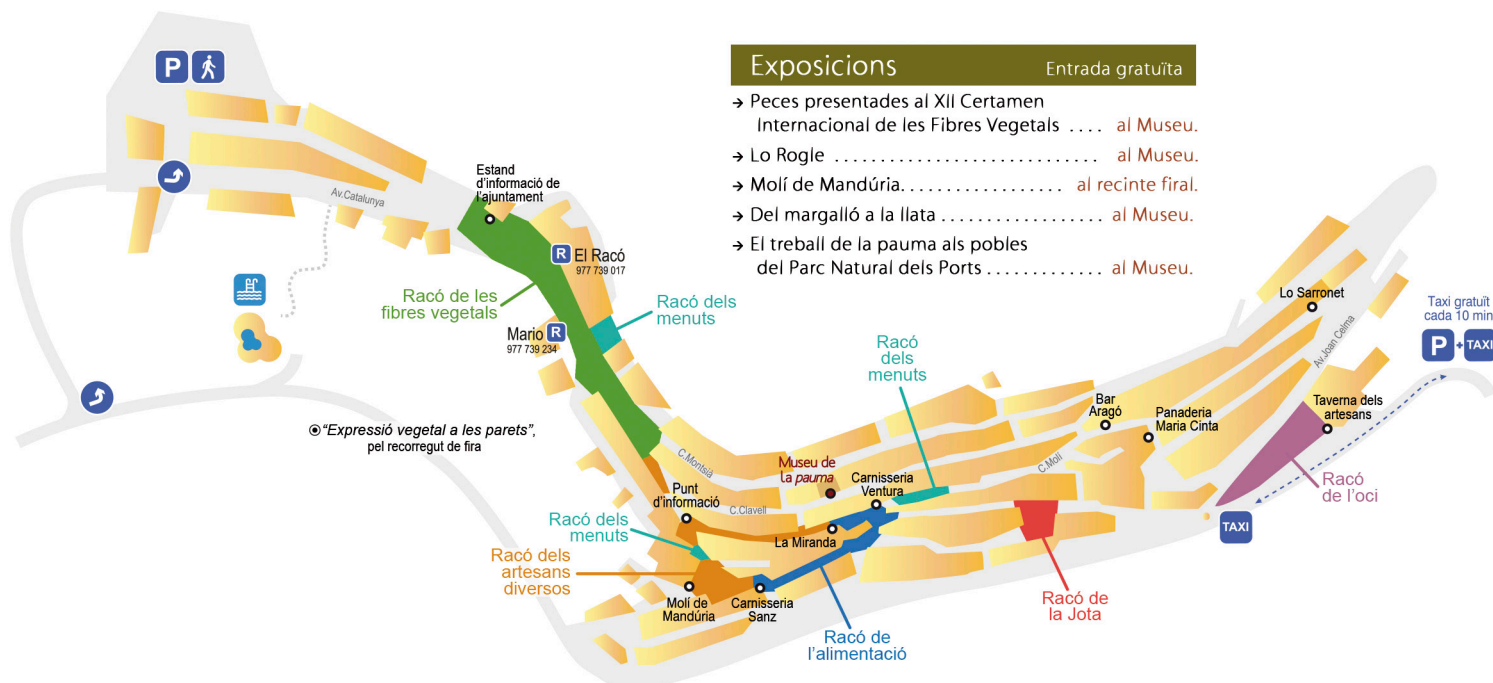 Exposicions Entrada gratuïta
→ Peces presentades al XII Certamen
Internacional de les Fibres Vegetals .... al Museu.
→ Lo Rogle ............................ al Museu.
→ Molí de Mandúria................. al recinte firal.
→ Del margalló a la llata ................. al Museu.
→ El treball de la pauma als pobles
del Parc Natural dels Ports ............ al Museu.
P
Av.Catalunya
Estand
d'informació de
l'ajuntament
R El Racó
977 739 017
Racó de les
fibres vegetals
Racó dels
menuts
Mario R
977 739 234
"Expressió vegetal a les parets",
pel recorregut de fira
Lo Sarronet
Av.Joan Celma
Taxi gratuït
cada 10 min
P + TAXI
Racó
dels
menuts
Bar
Aragó
Panaderia
Maria Cinta
Taverna dels
artesans
C.Montsià
Museu de
la pauma
Carnisseria
Ventura
C.Molí
Racó
de l'oci
Punt
d'informació
C.Clavell
La Miranda
TAXI
Racó dels
menuts
Racó dels
artesans
diversos
Molí de
Mandúria
Carnisseria
Sanz
Racó de
la Jota
Racó de
l'alimentació